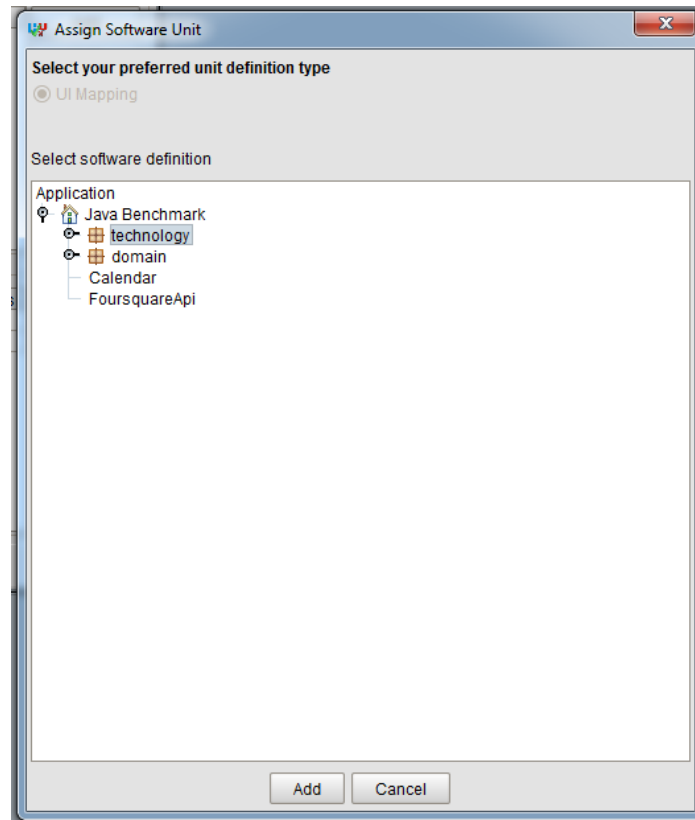 Assign Software Unit
Select your preferred unit definition type
UI Mapping
Select software definition
Application
Java Benchmark
technology
domain
Calendar
FoursquareApi
s
Add Cancel